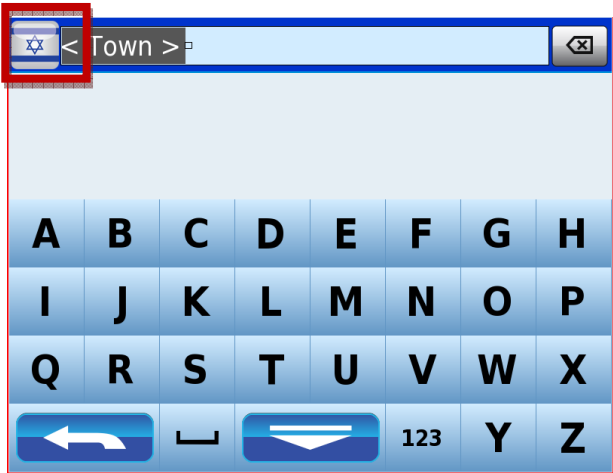 < Town >
A B C D E F G H
I J K L M N O P
Q R S T U V W X
123 Y Z